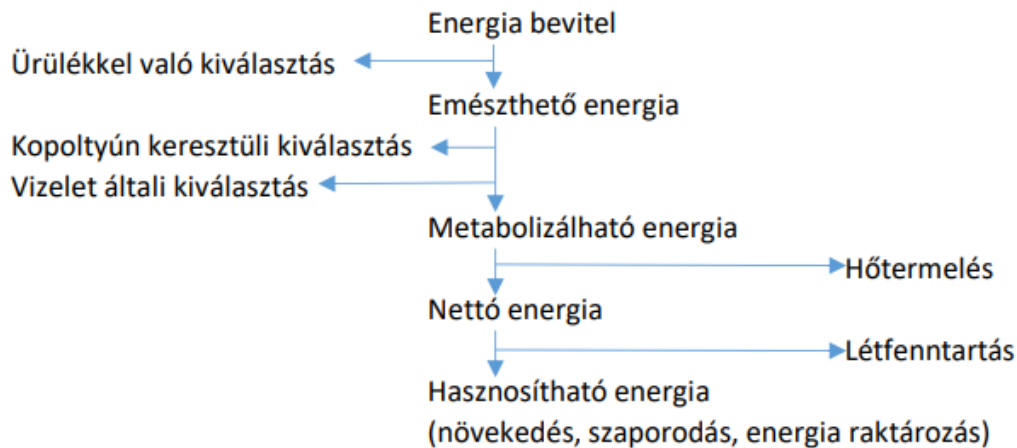 Energia bevitel
Ürülékkel való kiválasztás
Emészthető energia
Kopoltyún keresztüli kiválasztás
Vizelet általi kiválasztás
Metabolizálható energia
Hőtermelés
Nettó energia
Létfenntartás
Hasznosítható energia
(növekedés, szaporodás, energia raktározás)